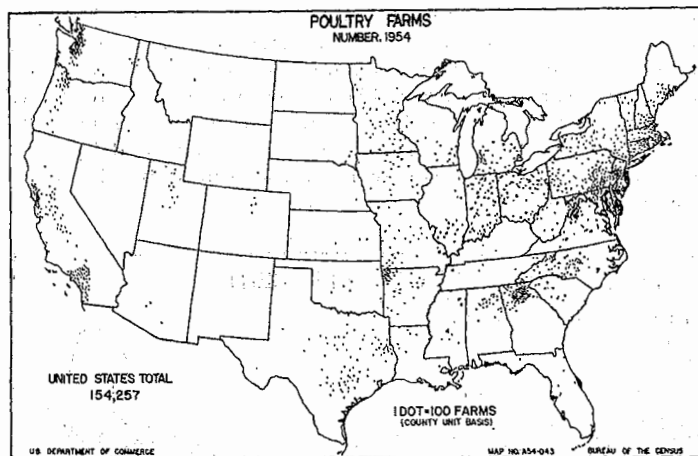 POULTRY FARMS
NUMBER, 1954
UNITED STATES TOTAL
154,257
1 DOT=100 FARMS
(COUNTY UNIT BASIS)
U.S. DEPARTMENT OF COMMERCE
MAP NO. A54-043
BUREAU OF THE CENSUS